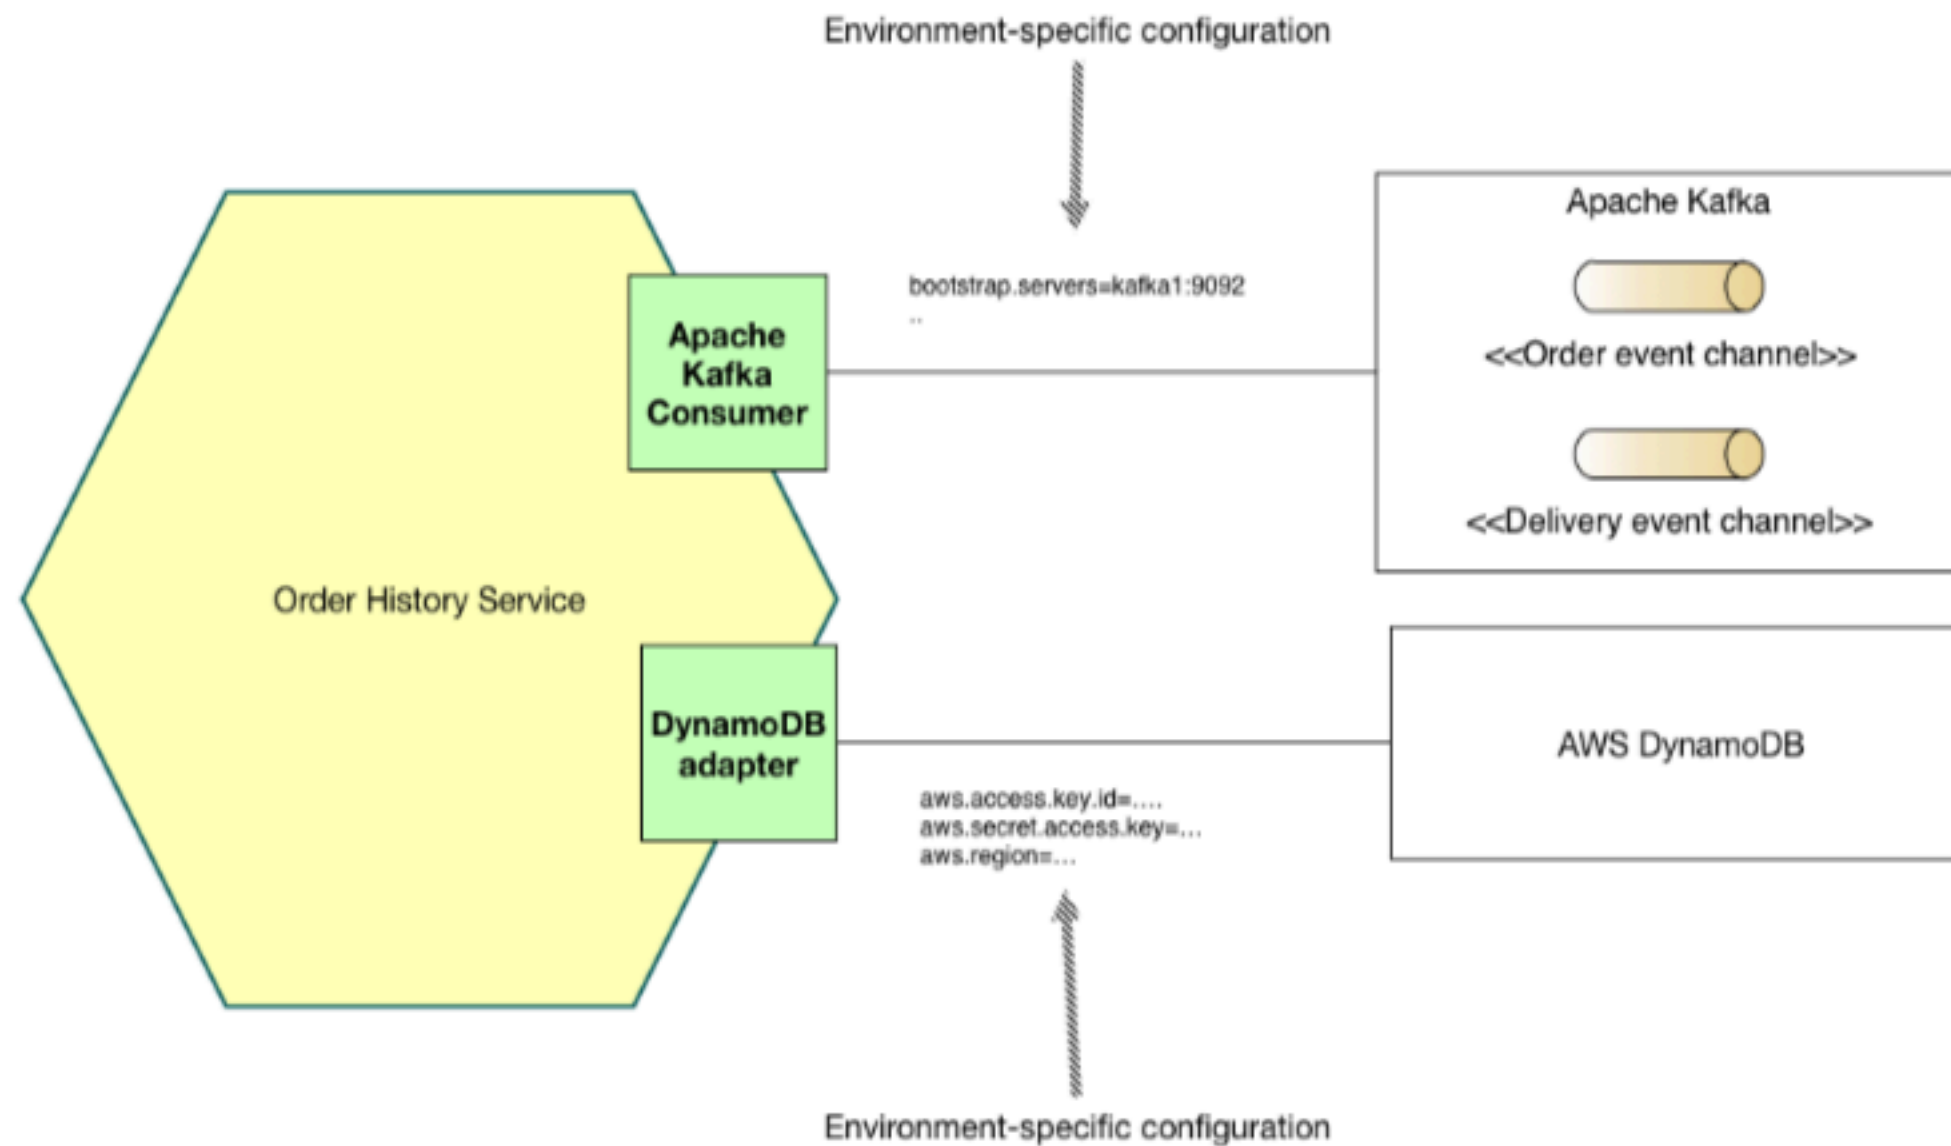 Environment-specific configuration
Apache Kafka
bootstrap.servers=kafka1:9092
..
Apache
Kafka
Consumer
<<Order event channel>>
<<Delivery event channel>>
Order History Service
DynamoDB
adapter
AWS DynamoDB
aws.access.key.id=....
aws.secret.access.key=...
aws.region=...
Environment-specific configuration